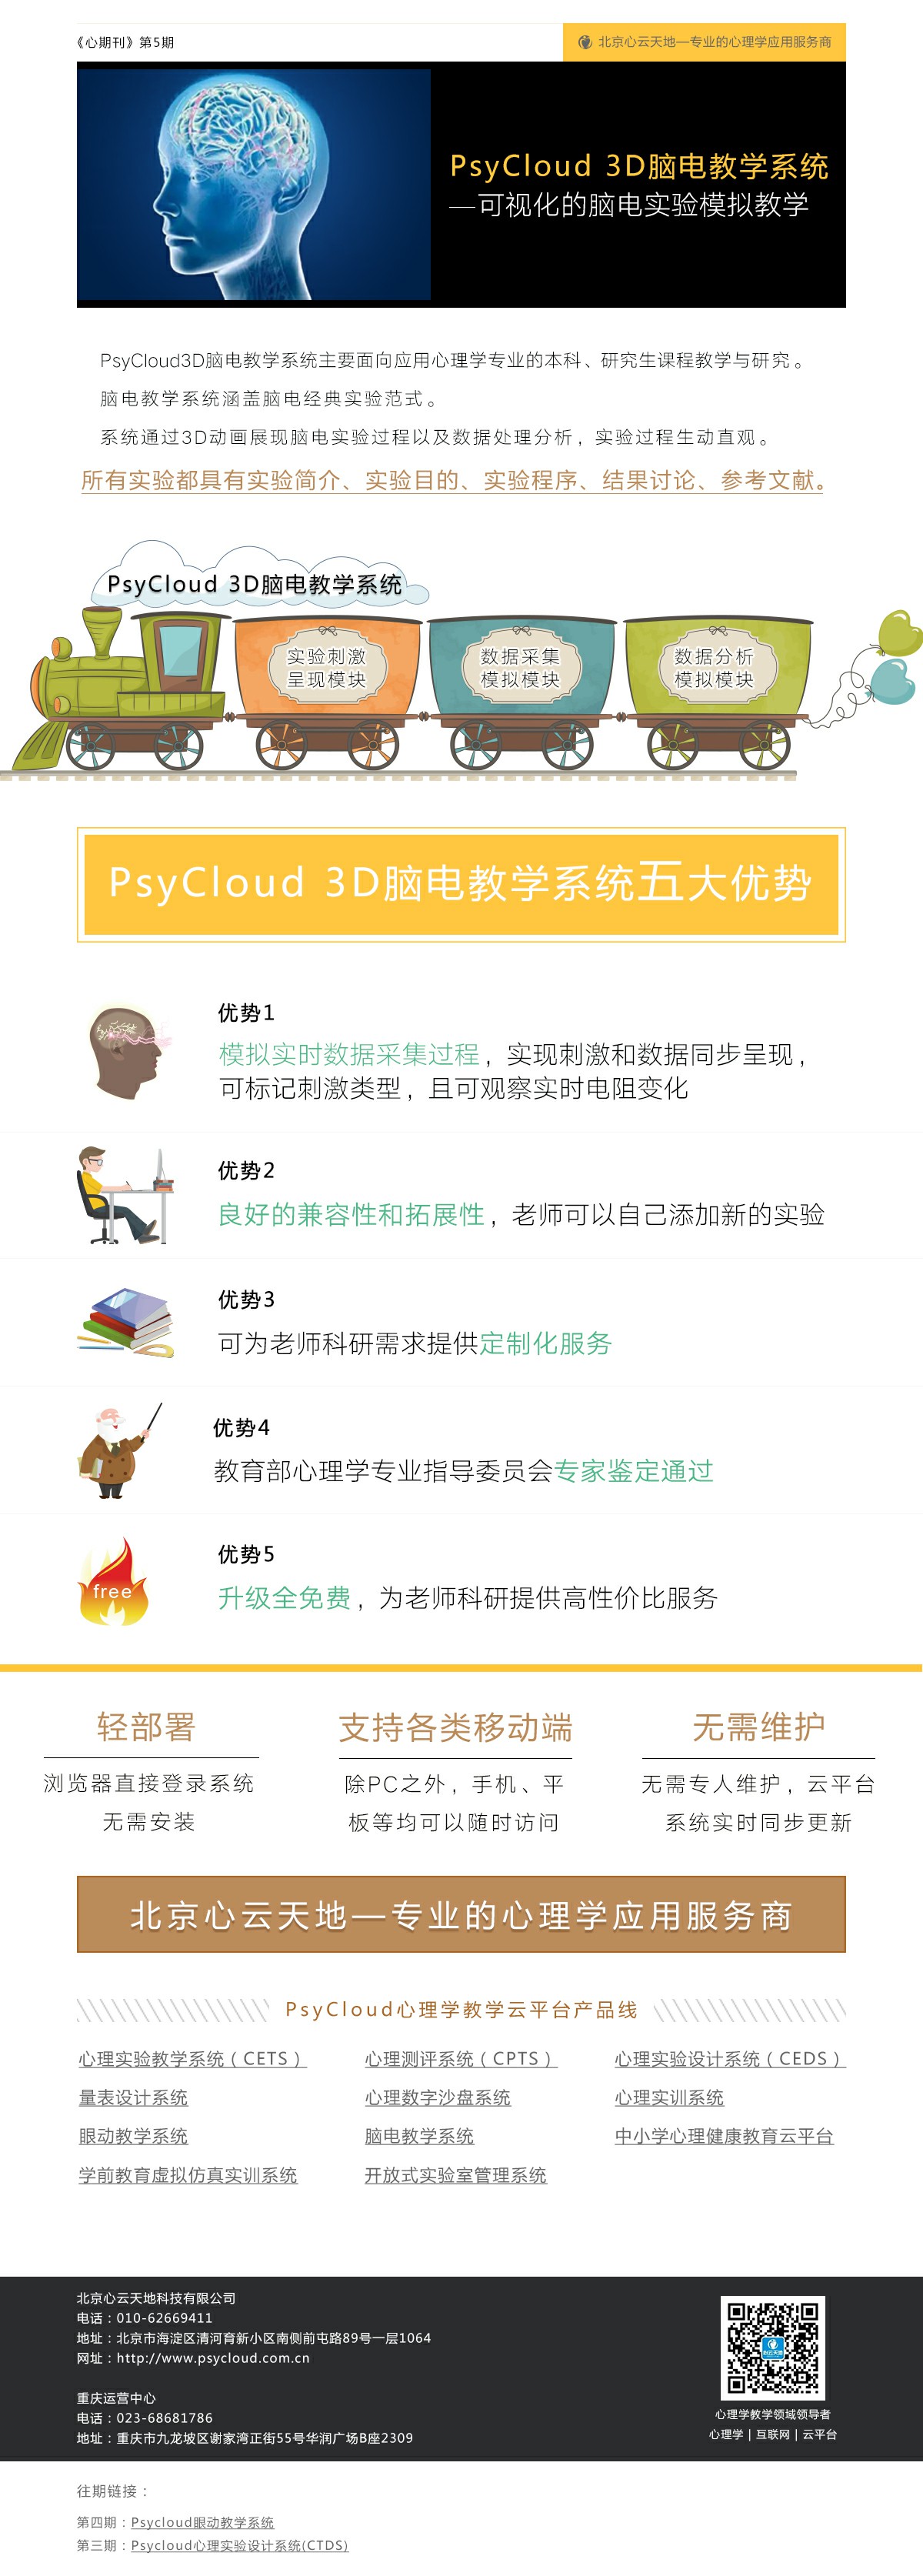 《心期刊》第5期
北京心云天地—专业的心理学应用服务商
PsyCloud 3D脑电教学系统
—可视化的脑电实验模拟教学
PsyCloud3D脑电教学系统主要面向应用心理学专业的本科、研究生课程教学与研究。
脑电教学系统涵盖脑电经典实验范式。
系统通过3D动画展现脑电实验过程以及数据处理分析，实验过程生动直观。
所有实验都具有实验简介、实验目的、实验程序、结果讨论、参考文献。
PsyCloud 3D脑电教学系统
实验刺激
呈现模块
数据采集
模拟模块
数据分析
模拟模块
PsyCloud 3D脑电教学系统五大优势
优势1
模拟实时数据采集过程，实现刺激和数据同步呈现，
可标记刺激类型，且可观察实时电阻变化
优势2
良好的兼容性和拓展性，老师可以自己添加新的实验
优势3
可为老师科研需求提供定制化服务
优势4
教育部心理学专业指导委员会专家鉴定通过
free
优势5
升级全免费，为老师科研提供高性价比服务
轻部署
浏览器直接登录系统
无需安装
支持各类移动端
除PC之外，手机、平
板等均可以随时访问
无需维护
无需专人维护，云平台
系统实时同步更新
北京心云天地—专业的心理学应用服务商
PsyCloud心理学教学云平台产品线
心理实验教学系统（CETS） 心理测评系统（CPTS） 心理实验设计系统（CEDS）
量表设计系统 心理数字沙盘系统 心理实训系统
眼动教学系统 脑电教学系统 中小学心理健康教育云平台
学前教育虚拟仿真实训系统 开放式实验室管理系统
北京心云天地科技有限公司
电话：010-62669411
地址：北京市海淀区清河育新小区南侧前屯路89号一层1064
网址：http://www.psycloud.com.cn
重庆运营中心
电话：023-68681786
地址：重庆市九龙坡区谢家湾正街55号华润广场B座2309
心云天地
心理学教学领域领导者
心理学 | 互联网 | 云平台
往期链接：
第四期：Psycloud眼动教学系统
第三期：Psycloud心理实验设计系统(CTDS)